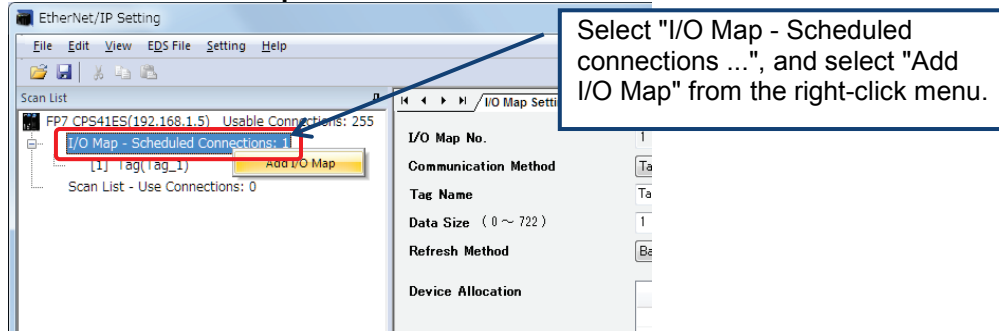 EtherNet/IP Setting
File Edit View EDS File Setting Help
Select "I/O Map - Scheduled
connections ...", and select "Add
I/O Map" from the right-click menu.
Scan List
FP7 CPS41ES(192.168.1.5) Usable Connections: 255
I/O Map - Scheduled Connections: 1
[1] Tag(Tag_1)
Add I/O Map
Scan List - Use Connections: 0
I/O Map Setti
I/O Map No. 1
Communication Method Ta
Tag Name Ta
Data Size (0～722) 1
Refresh Method Ba
Device Allocation